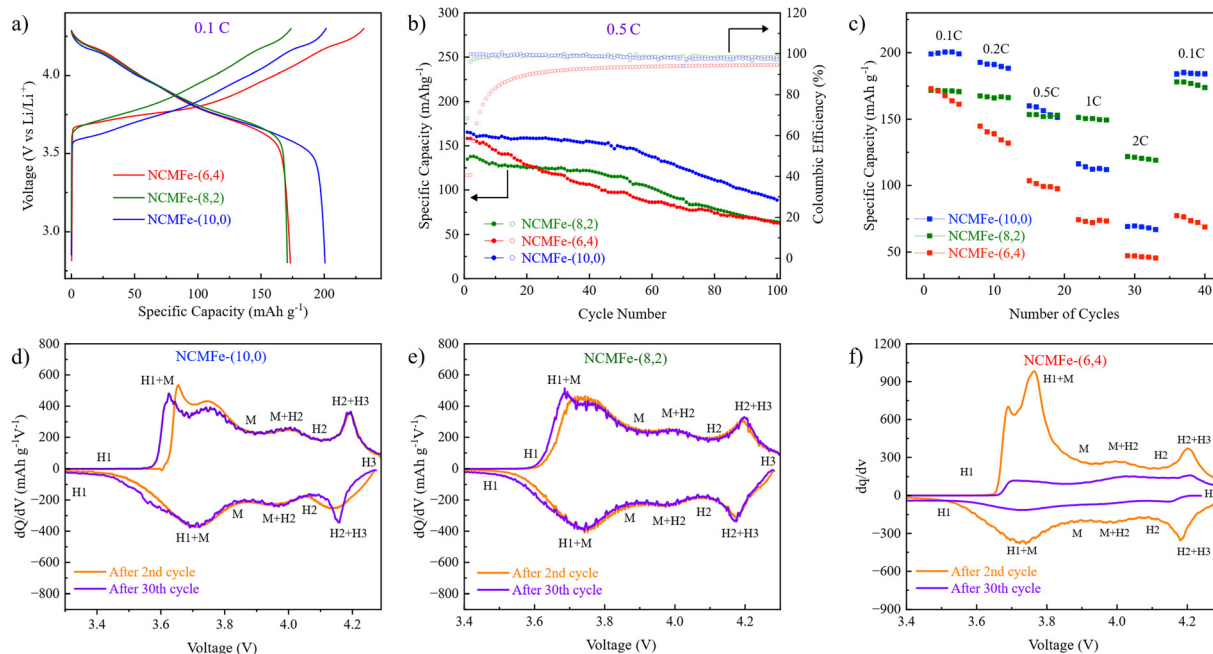 a)
0.1 C
Voltage (V vs Li/Li⁺)
4.0
3.5
3.0
NCMFe-(6,4)
NCMFe-(8,2)
NCMFe-(10,0)
0 50 100 150 200
Specific Capacity (mAh g⁻¹)
b)
0.5 C
Specific Capacity (mAhg⁻¹)
300
250
200
150
100
50
0
120
100
80
60
40
20
0
Coloumbic Efficiency (%)
NCMFe-(8,2)
NCMFe-(6,4)
NCMFe-(10,0)
0 20 40 60 80 100
Cycle Number
c)
Specific Capacity (mAh g⁻¹)
200
150
100
50
0.1C
0.2C
0.5C
1C
2C
0.1C
NCMFe-(10,0)
NCMFe-(8,2)
NCMFe-(6,4)
0 10 20 30 40
Number of Cycles
d)
NCMFe-(10,0)
dQ/dV (mAh g⁻¹V⁻¹)
800
600
400
200
0
−200
−400
−600
−800
H1+M
M
M+H2
H2
H2+H3
H1
H3
H1
M
M+H2
H2
H1+M
H2+H3
After 2nd cycle
After 30th cycle
3.4 3.6 3.8 4.0 4.2
Voltage (V)
e)
NCMFe-(8,2)
dQ/dV (mAh g⁻¹V⁻¹)
800
600
400
200
0
−200
−400
−600
−800
H1+M
M
M+H2
H2
H2+H3
H1
H3
H1
M
M+H2
H2
H1+M
H2+H3
After 2nd cycle
After 30th cycle
3.4 3.6 3.8 4.0 4.2
Voltage (V)
f)
NCMFe-(6,4)
dq/dv
1200
900
600
300
0
−300
−600
−900
H1+M
M
M+H2
H2
H2+H3
H1
H
H1
M
M+H2
H2
H1+M
H2+H3
After 2nd cycle
After 30th cycle
3.4 3.6 3.8 4.0 4.2
Voltage (V)